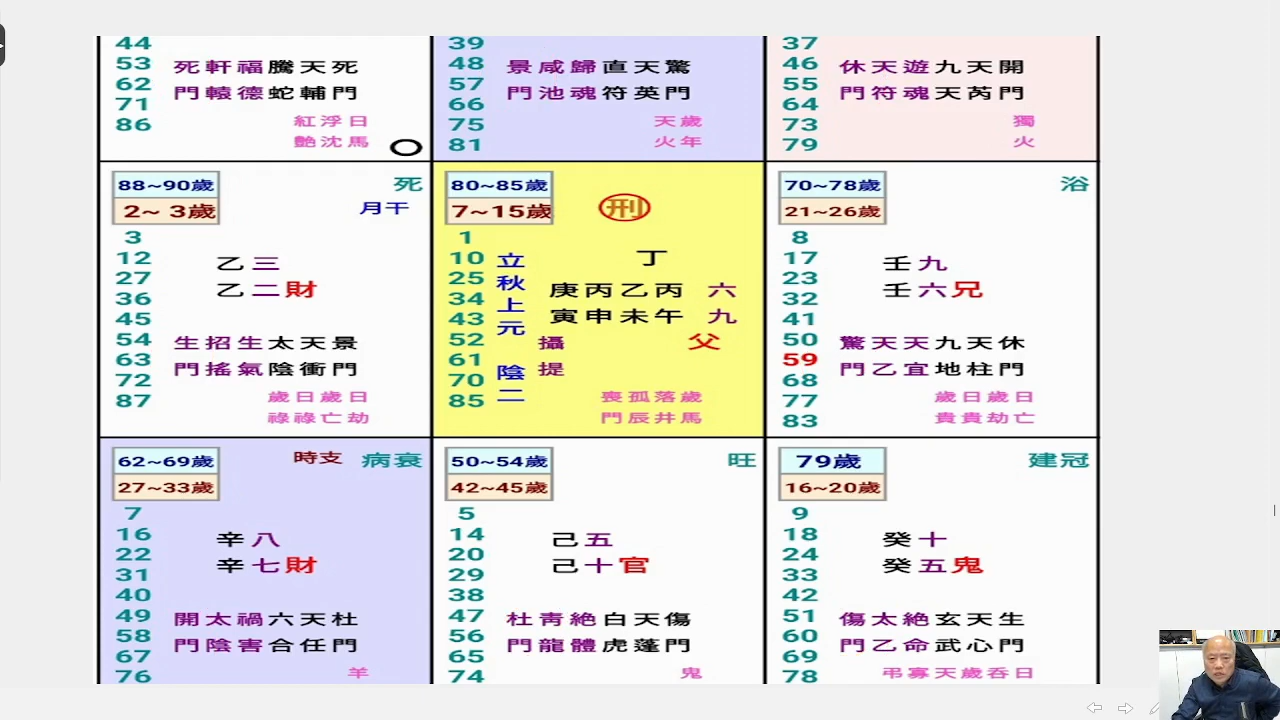 44
53
62
71
86
死軒福騰天死
門轅德蛇輔門
紅浮日
艶沈馬
39
48
57
66
75
81
景咸歸直天驚
門池魂符英門
天歲
火年
37
46
55
64
73
79
休天遊九天開
門符魂天芮門
獨
火
88~90歲
2~ 3歲
死
月干
3
12
27
36
45
54
63
72
87
乙三
乙二財
生招生太天景
門搖氣陰衝門
歲日歲日
祿祿亡劫
80~85歲
7~15歲
刑
1
10
25
34
43
52
61
70
85
立秋上元 陰二
丁
庚丙乙丙 六
寅申未午 九
攝提
父
喪孤落歲
門辰井馬
70~78歲
21~26歲
浴
8
17
23
32
41
50
59
68
77
83
壬九
壬六兄
驚天天九天休
門乙宜地柱門
歲日歲日
貴貴劫亡
62~69歲
27~33歲
時支
病衰
7
16
22
31
40
49
58
67
76
辛八
辛七財
開太禍六天杜
門陰害合任門
羊
50~54歲
42~45歲
旺
5
14
20
29
38
47
56
65
74
己五
己十官
杜青絶白天傷
門龍體虎蓬門
鬼
79歲
16~20歲
建冠
9
18
24
33
42
51
60
69
78
癸十
癸五鬼
傷太絶玄天生
門乙命武心門
弔寡天歲呑日